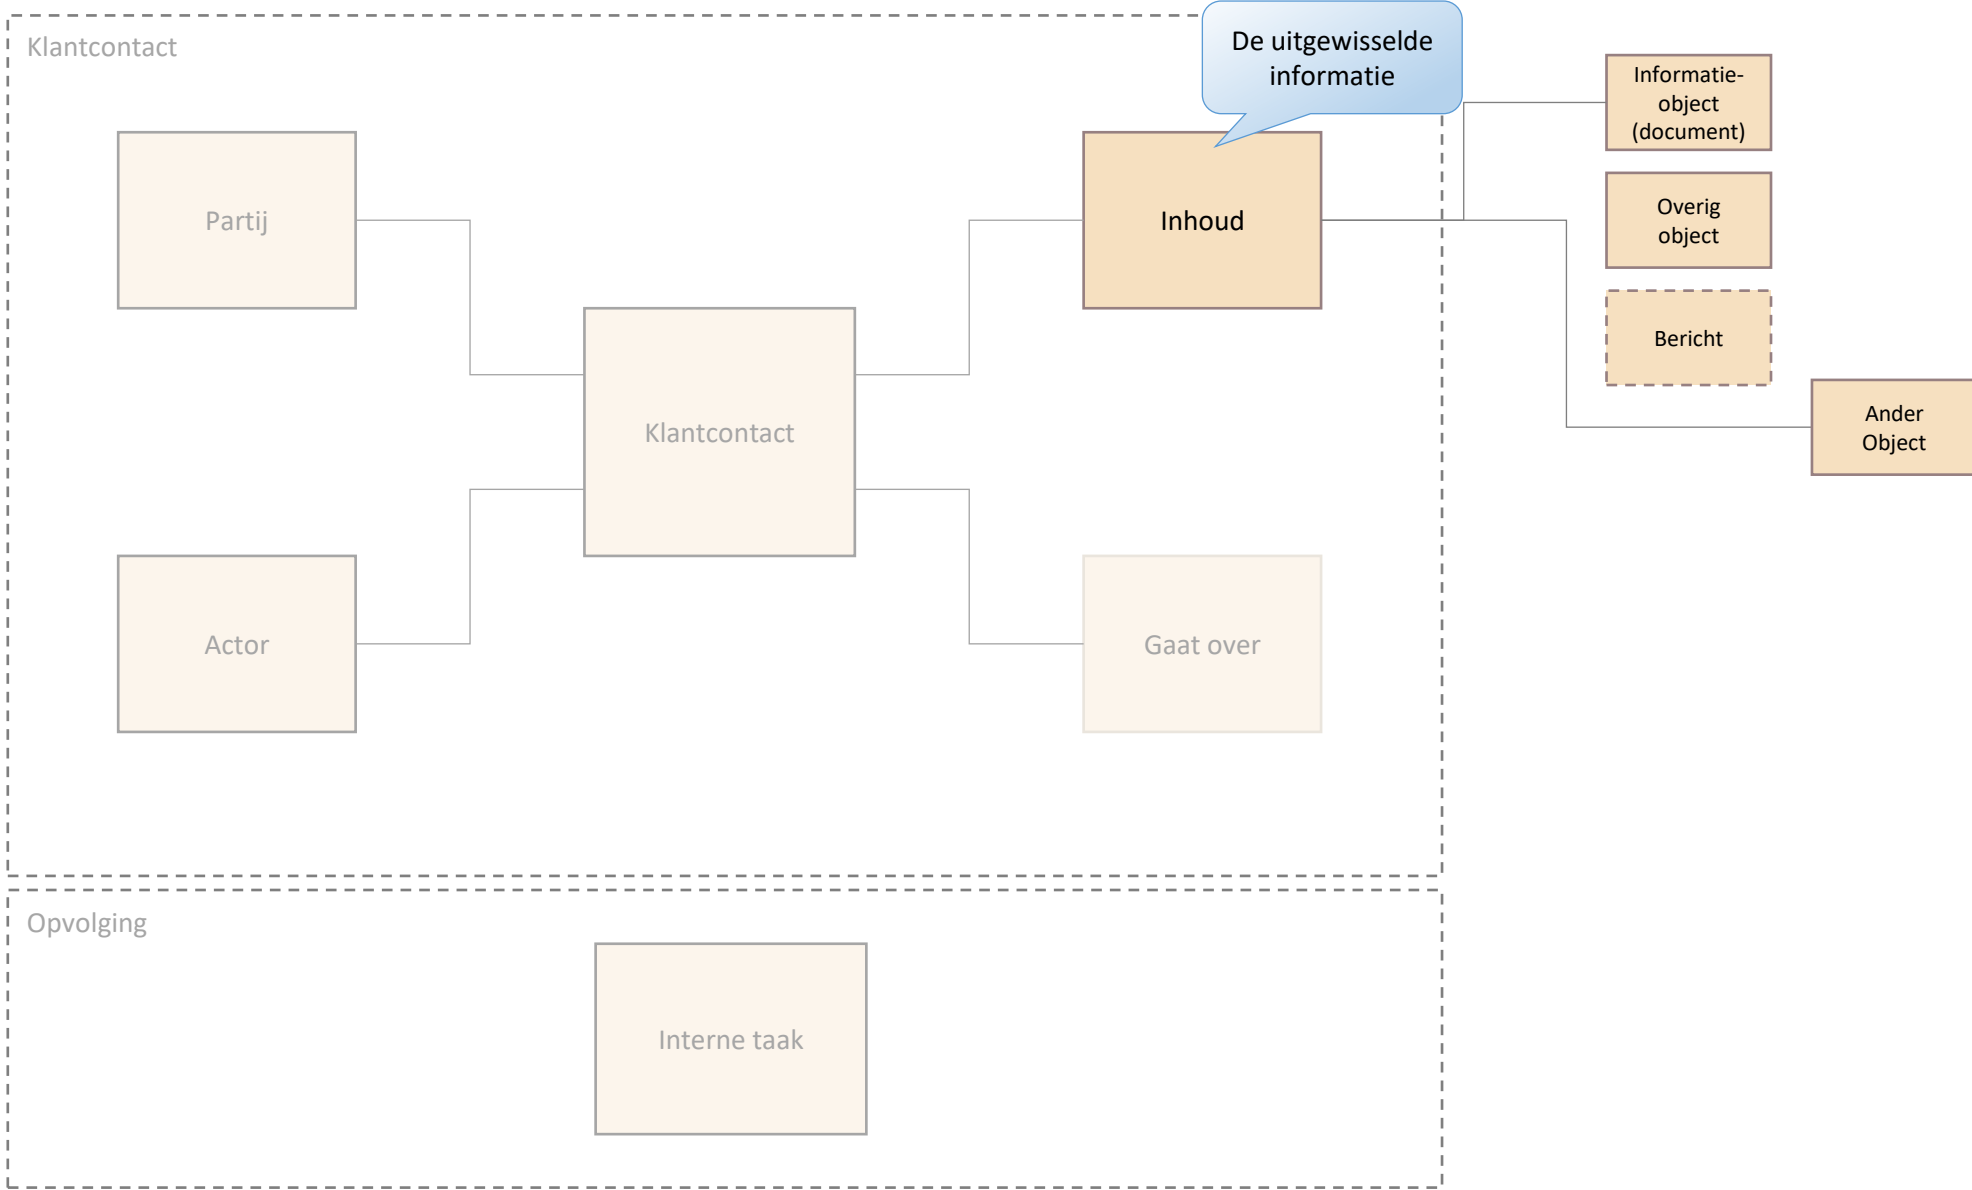 Klantcontact
De uitgewisselde
informatie
Informatie-
object
(document)
Partij
Inhoud
Overig
object
Bericht
Klantcontact
Ander
Object
Actor
Gaat over
Opvolging
Interne taak